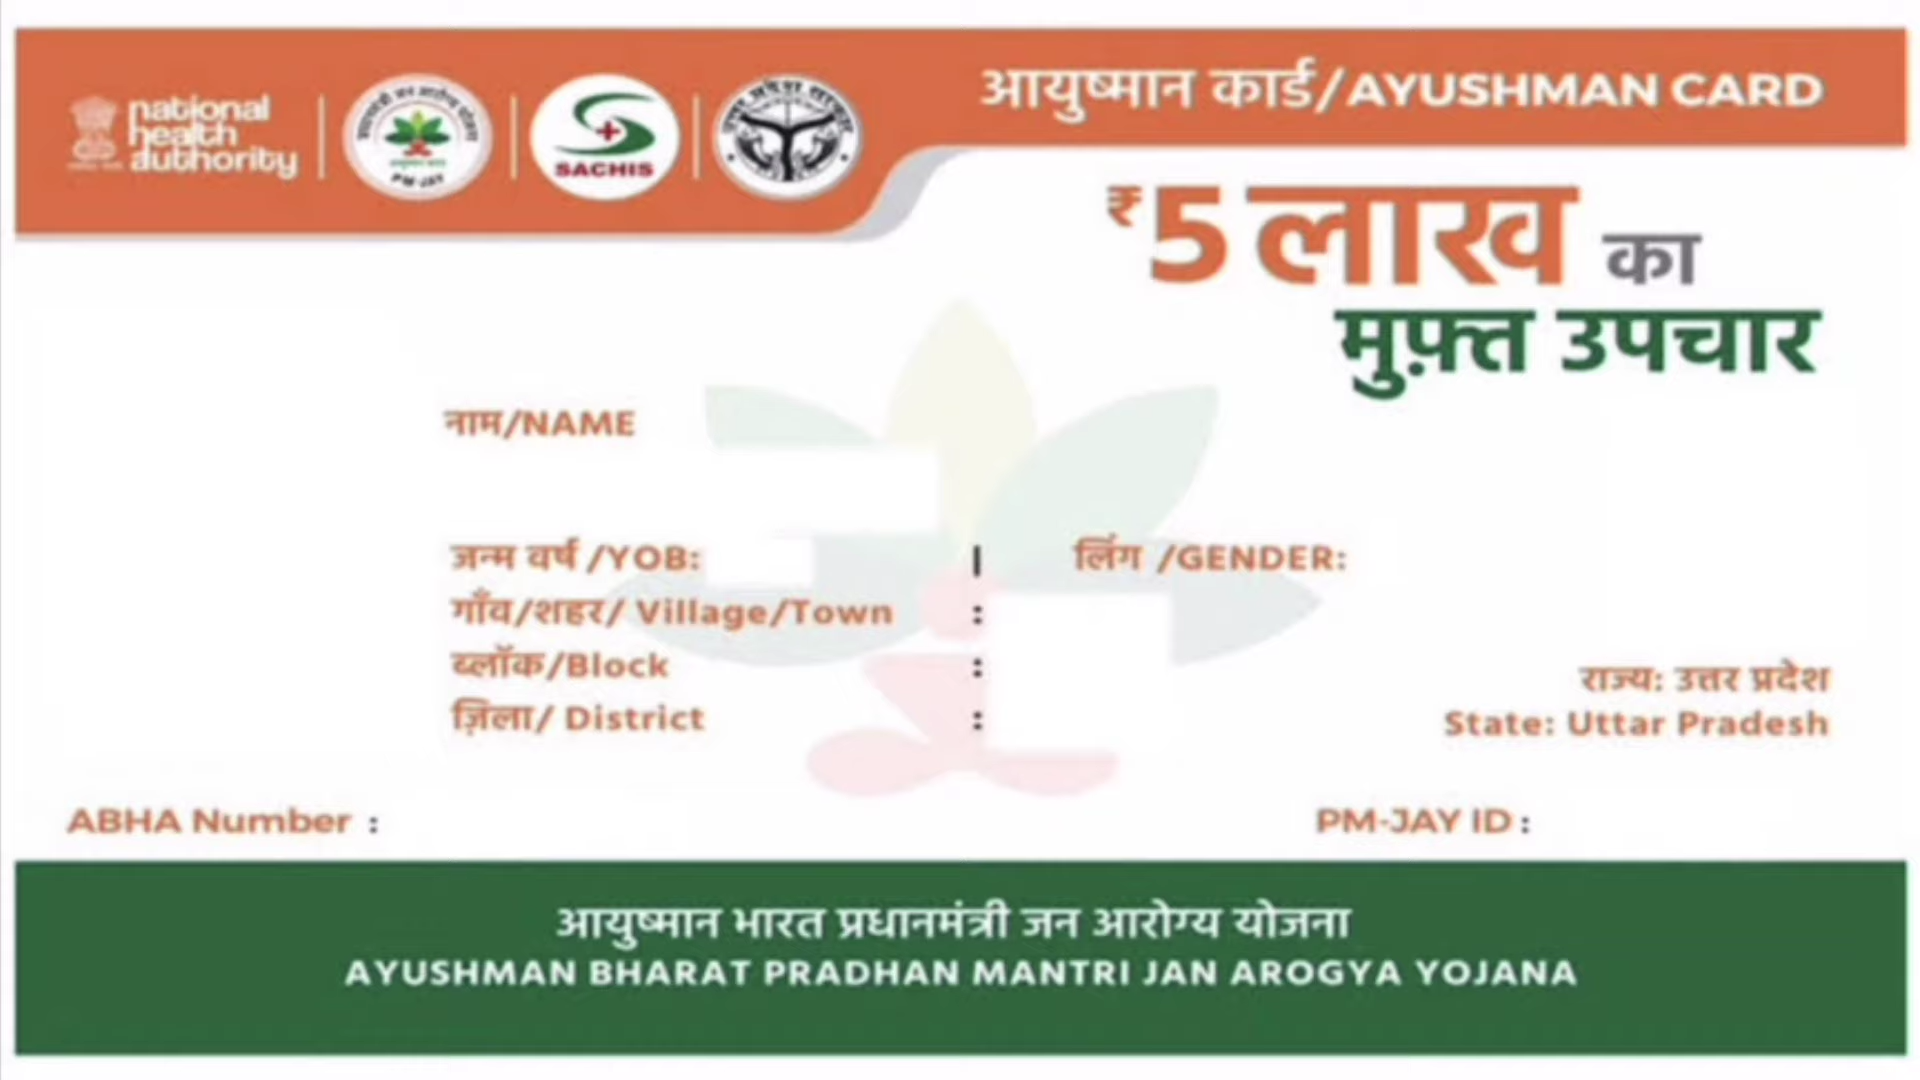 national
health
authority
PM-JAY
SACHIS
आयुष्मान कार्ड/AYUSHMAN CARD
₹5 लाख का
मुफ़्त उपचार
नाम/NAME
जन्म वर्ष /YOB: | लिंग /GENDER:
गाँव/शहर/ Village/Town :
ब्लॉक/Block :
ज़िला/ District :
राज्य: उत्तर प्रदेश
State: Uttar Pradesh
ABHA Number : PM-JAY ID :
आयुष्मान भारत प्रधानमंत्री जन आरोग्य योजना
AYUSHMAN BHARAT PRADHAN MANTRI JAN AROGYA YOJANA